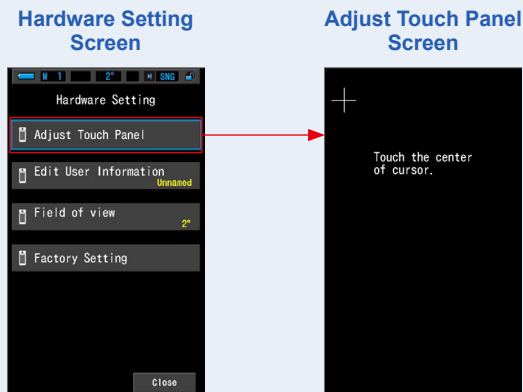 Hardware Setting
Screen
M 1 2° SNG
Hardware Setting
Adjust Touch Panel
Edit User Information
Unnamed
Field of view
2°
Factory Setting
Close
Adjust Touch Panel
Screen
Touch the center
of cursor.